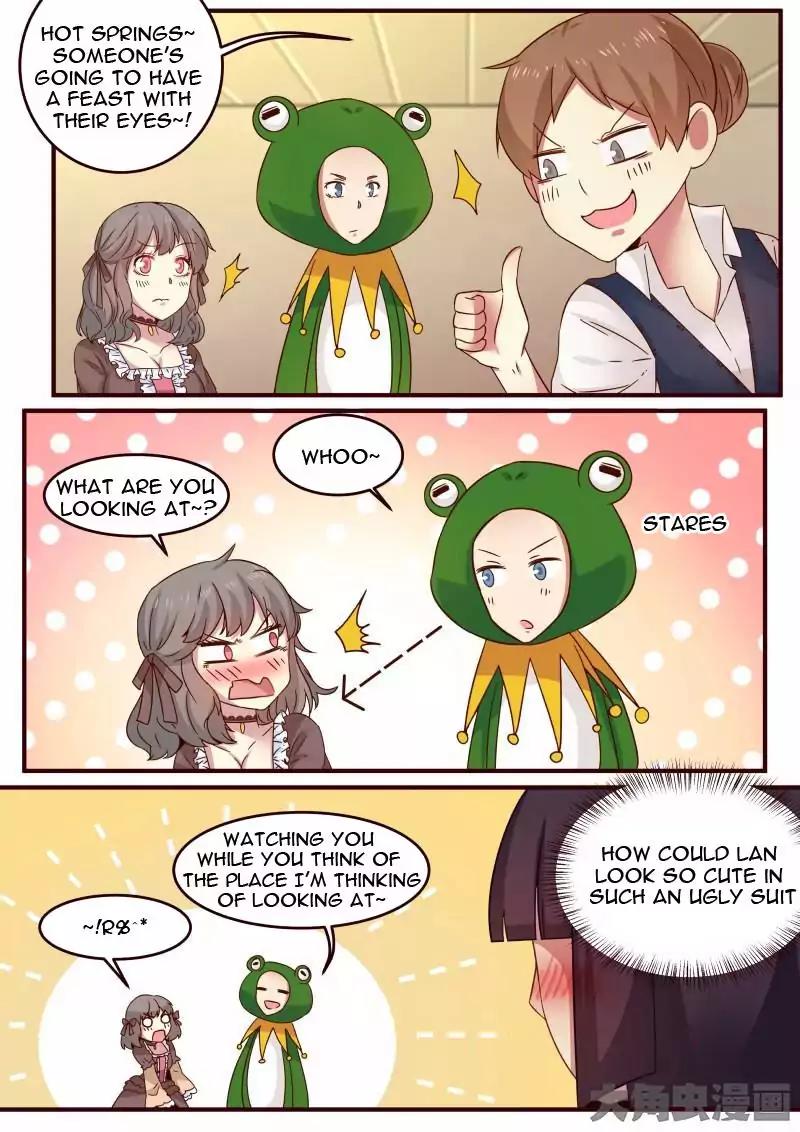 HOT SPRINGS~
SOMEONE'S
GOING TO HAVE
A FEAST WITH
THEIR EYES~!
WHOO~
WHAT ARE YOU
LOOKING AT~?
STARES
WATCHING YOU
WHILE YOU THINK OF
THE PLACE I'M THINKING
OF LOOKING AT~
~!R%^*
HOW COULD LAN
LOOK SO CUTE IN
SUCH AN UGLY SUIT
大角虫漫画